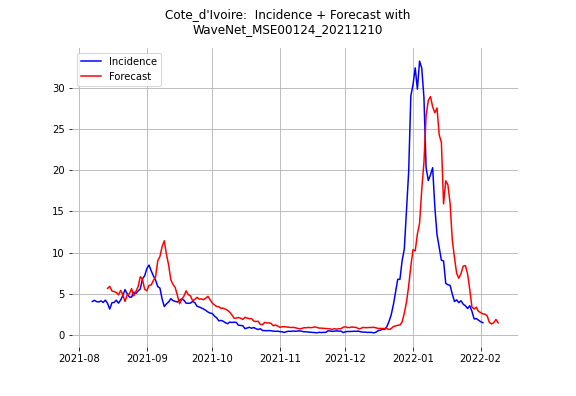 Cote_d'Ivoire:  Incidence + Forecast with
WaveNet_MSE00124_20211210
Incidence
Forecast
30
25
20
15
10
5
0
2021-08 2021-09 2021-10 2021-11 2021-12 2022-01 2022-02